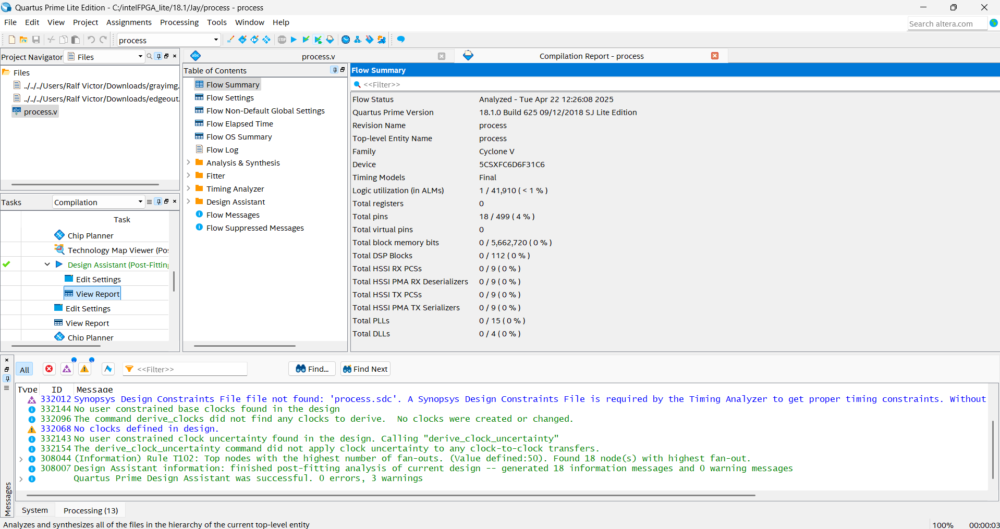 Quartus Prime Lite Edition - C:/intelFPGA_lite/18.1/Jay/process - process
File Edit View Project Assignments Processing Tools Window Help
Search altera.com
process
Project Navigator Files
Files
../../../Users/Ralf Victor/Downloads/grayimg.
../../../Users/Ralf Victor/Downloads/edgeout.
abc process.v
Tasks Compilation
Task
Chip Planner
Technology Map Viewer (Po
Design Assistant (Post-Fitting
Edit Settings
View Report
Edit Settings
View Report
Chip Planner
abc process.v
Compilation Report - process
Table of Contents
Flow Summary
Flow Settings
Flow Non-Default Global Settings
Flow Elapsed Time
Flow OS Summary
Flow Log
Analysis & Synthesis
Fitter
Timing Analyzer
Design Assistant
Flow Messages
Flow Suppressed Messages
Flow Summary
<<Filter>>
Flow Status Analyzed - Tue Apr 22 12:26:08 2025
Quartus Prime Version 18.1.0 Build 625 09/12/2018 SJ Lite Edition
Revision Name process
Top-level Entity Name process
Family Cyclone V
Device 5CSXFC6D6F31C6
Timing Models Final
Logic utilization (in ALMs) 1 / 41,910 ( < 1 % )
Total registers 0
Total pins 18 / 499 ( 4 % )
Total virtual pins 0
Total block memory bits 0 / 5,662,720 ( 0 % )
Total DSP Blocks 0 / 112 ( 0 % )
Total HSSI RX PCSs 0 / 9 ( 0 % )
Total HSSI PMA RX Deserializers 0 / 9 ( 0 % )
Total HSSI TX PCSs 0 / 9 ( 0 % )
Total HSSI PMA TX Serializers 0 / 9 ( 0 % )
Total PLLs 0 / 15 ( 0 % )
Total DLLs 0 / 4 ( 0 % )
All <<Filter>> Find... Find Next
Type ID Message
332012 Synopsys Design Constraints File file not found: 'process.sdc'. A Synopsys Design Constraints File is required by the Timing Analyzer to get proper timing constraints. Without
332144 No user constrained base clocks found in the design
332096 The command derive_clocks did not find any clocks to derive.  No clocks were created or changed.
332068 No clocks defined in design.
332143 No user constrained clock uncertainty found in the design. Calling "derive_clock_uncertainty"
332154 The derive_clock_uncertainty command did not apply clock uncertainty to any clock-to-clock transfers.
308044 (Information) Rule T102: Top nodes with the highest number of fan-outs. (Value defined:50). Found 18 node(s) with highest fan-out.
308007 Design Assistant information: finished post-fitting analysis of current design -- generated 18 information messages and 0 warning messages
Quartus Prime Design Assistant was successful. 0 errors, 3 warnings
Messages
System Processing (13)
Analyzes and synthesizes all of the files in the hierarchy of the current top-level entity
100% 00:00:03